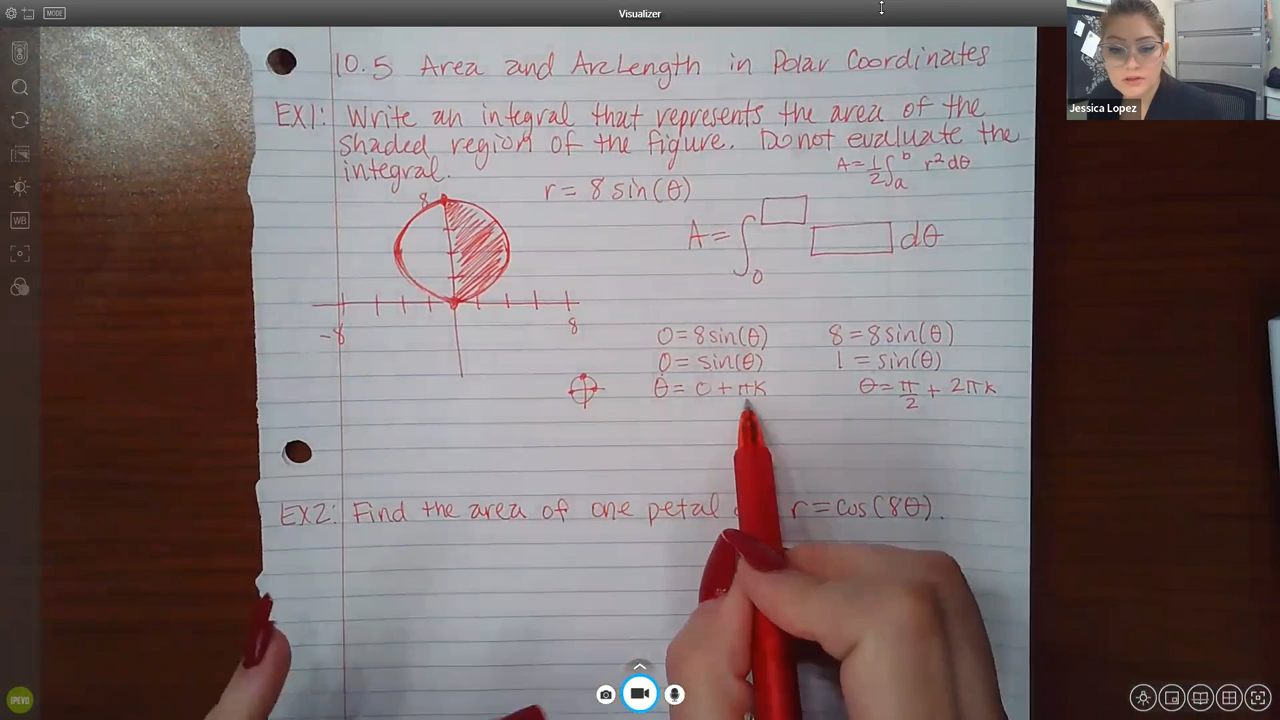 MODE
Visualizer
Jessica Lopez
WB
IPEVO
10.5 Area and Arc Length in Polar Coordinates
EX1: Write an integral that represents the area of the
shaded region of the figure. Do not evaluate the
integral.
A = 1/2 ∫_a^b r² dθ
r = 8 sin(θ)
8
A = ∫_0^□ □ dθ
-8
8
0 = 8 sin(θ)
8 = 8 sin(θ)
0 = sin(θ)
1 = sin(θ)
θ = 0 + πk
θ = π/2 + 2πk
EX2: Find the area of one petal r = cos(8θ).